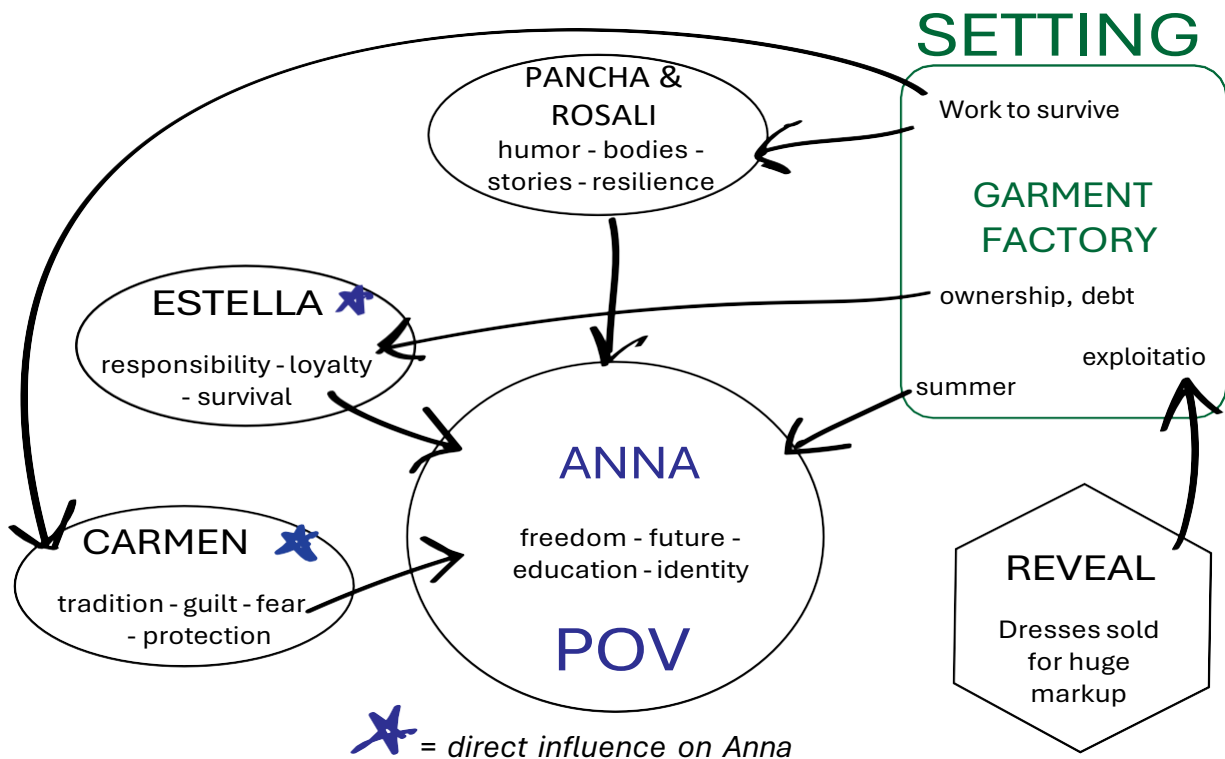 SETTING
PANCHA &
ROSALI
humor - bodies -
stories - resilience
Work to survive
GARMENT
FACTORY
ownership, debt
exploitatio
summer
ESTELLA
responsibility - loyalty
- survival
ANNA
freedom - future -
education - identity
POV
CARMEN
tradition - guilt - fear
- protection
REVEAL
Dresses sold
for huge
markup
= direct influence on Anna